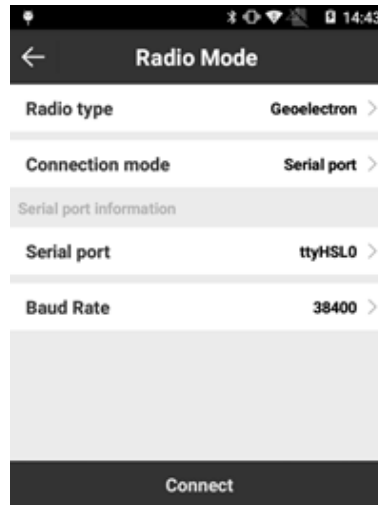 14:43
Radio Mode
Radio type Geoelectron
Connection mode Serial port
Serial port information
Serial port ttyHSL0
Baud Rate 38400
Connect